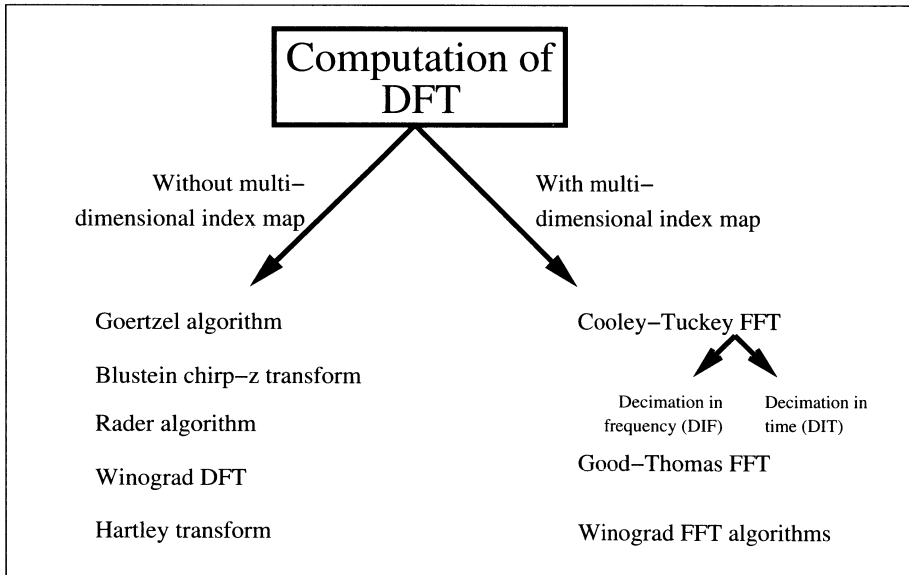 Computation of
DFT
Without multi−
dimensional index map
With multi−
dimensional index map
Goertzel algorithm
Blustein chirp−z transform
Rader algorithm
Winograd DFT
Hartley transform
Cooley−Tuckey FFT
Decimation in
frequency (DIF)
Decimation in
time (DIT)
Good−Thomas FFT
Winograd FFT algorithms